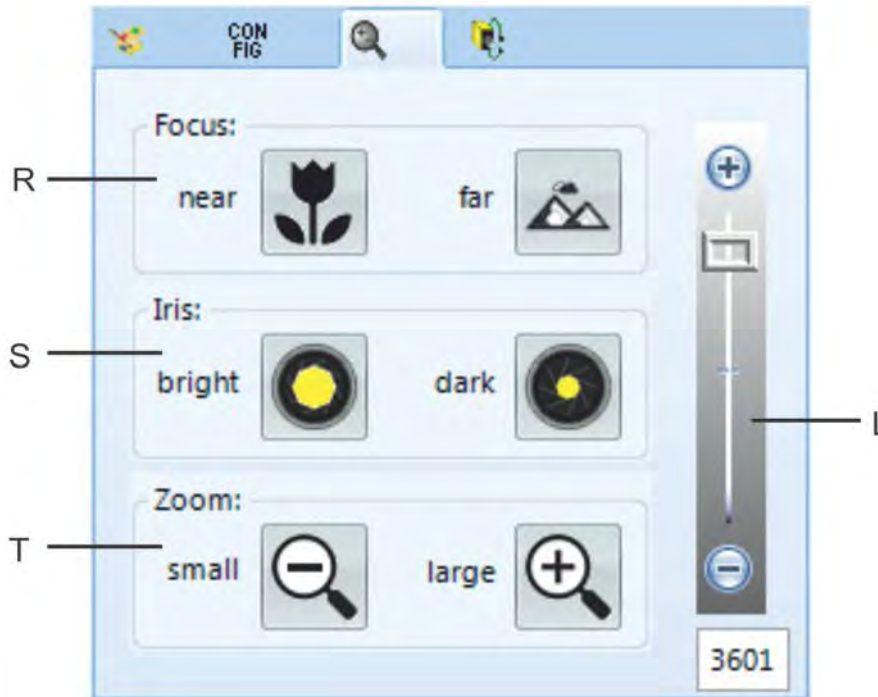 CON
FIG
Focus:
R
near
far
Iris:
S
bright
dark
L
Zoom:
T
small
large
3601